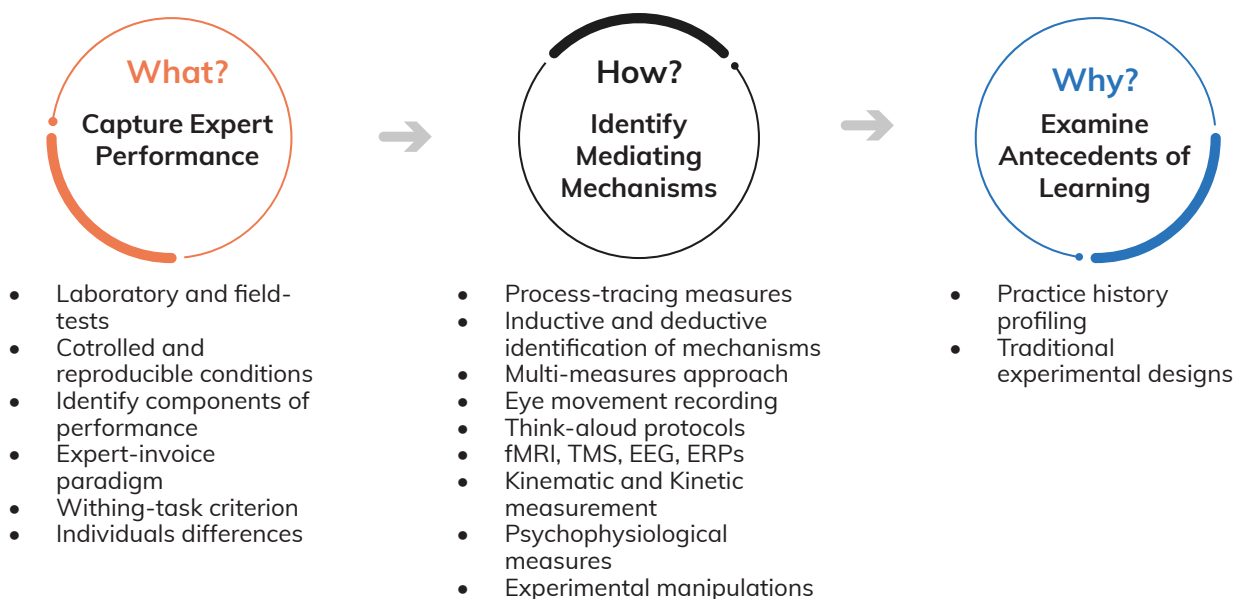 What?
Capture Expert
Performance
• Laboratory and field-
tests
• Cotrolled and
reproducible conditions
• Identify components of
performance
• Expert-invoice
paradigm
• Withing-task criterion
• Individuals differences
How?
Identify
Mediating
Mechanisms
• Process-tracing measures
• Inductive and deductive
identification of mechanisms
• Multi-measures approach
• Eye movement recording
• Think-aloud protocols
• fMRI, TMS, EEG, ERPs
• Kinematic and Kinetic
measurement
• Psychophysiological
measures
• Experimental manipulations
Why?
Examine
Antecedents of
Learning
• Practice history
profiling
• Traditional
experimental designs